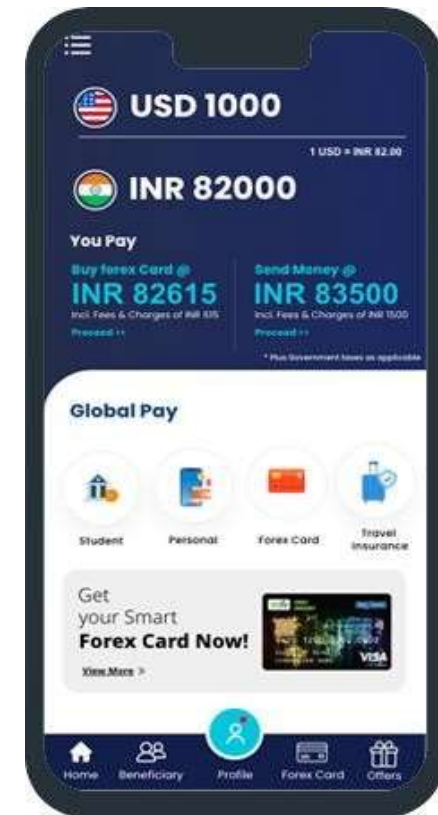 USD 1000
1 USD = INR 82.00
INR 82000
You Pay
Buy forex Card @
INR 82615
Incl. Fees & Charges of INR 615
Proceed >>
Send Money @
INR 83500
Incl. Fees & Charges of INR 1500
Proceed >>
* Plus Government taxes as applicable
Global Pay
Student
Personal
Forex Card
Travel
Insurance
Get
your Smart
Forex Card Now!
View More >
VISA
Home
Beneficiary
Profile
Forex Card
Offers